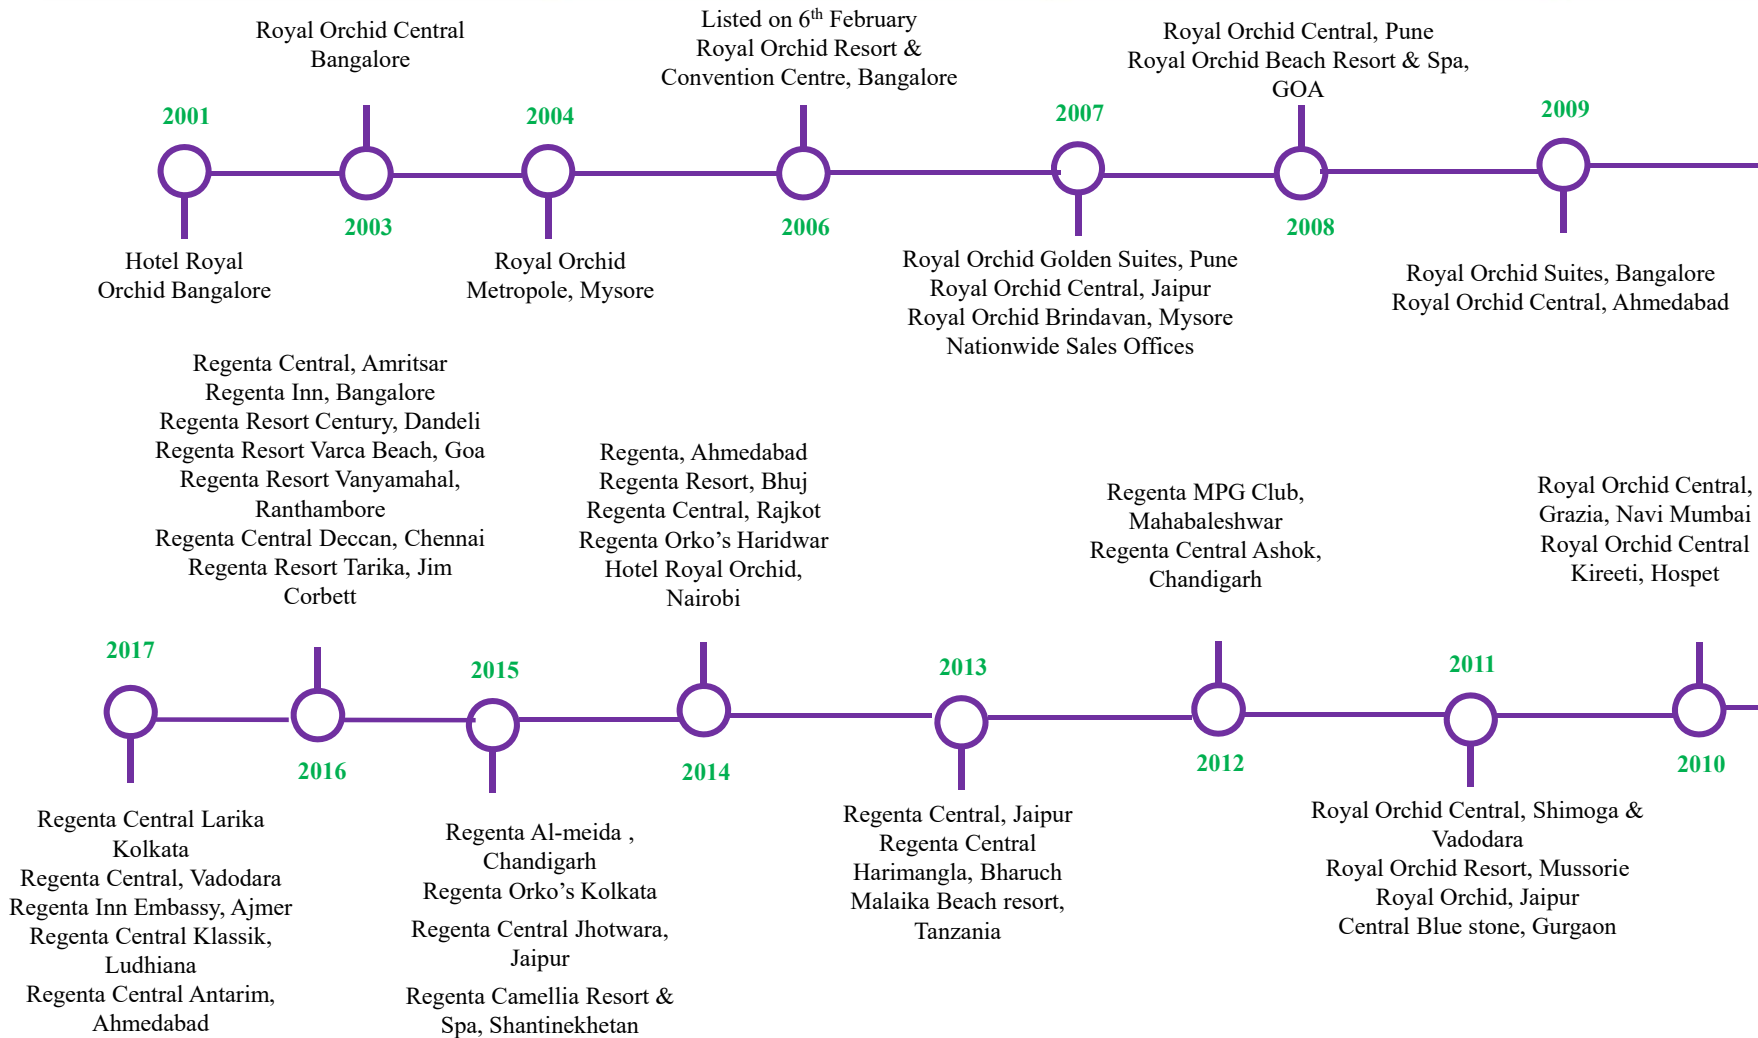 2001
Hotel Royal
Orchid Bangalore
Royal Orchid Central
Bangalore
2003
2004
Royal Orchid
Metropole, Mysore
Listed on 6th February
Royal Orchid Resort &
Convention Centre, Bangalore
2006
2007
Royal Orchid Golden Suites, Pune
Royal Orchid Central, Jaipur
Royal Orchid Brindavan, Mysore
Nationwide Sales Offices
Royal Orchid Central, Pune
Royal Orchid Beach Resort & Spa,
GOA
2008
2009
Royal Orchid Suites, Bangalore
Royal Orchid Central, Ahmedabad
2017
Regenta Central Larika
Kolkata
Regenta Central, Vadodara
Regenta Inn Embassy, Ajmer
Regenta Central Klassik,
Ludhiana
Regenta Central Antarim,
Ahmedabad
Regenta Central, Amritsar
Regenta Inn, Bangalore
Regenta Resort Century, Dandeli
Regenta Resort Varca Beach, Goa
Regenta Resort Vanyamahal,
Ranthambore
Regenta Central Deccan, Chennai
Regenta Resort Tarika, Jim
Corbett
2016
2015
Regenta Al-meida ,
Chandigarh
Regenta Orko’s Kolkata
Regenta Central Jhotwara,
Jaipur
Regenta Camellia Resort &
Spa, Shantinekhetan
Regenta, Ahmedabad
Regenta Resort, Bhuj
Regenta Central, Rajkot
Regenta Orko’s Haridwar
Hotel Royal Orchid,
Nairobi
2014
2013
Regenta Central, Jaipur
Regenta Central
Harimangla, Bharuch
Malaika Beach resort,
Tanzania
Regenta MPG Club,
Mahabaleshwar
Regenta Central Ashok,
Chandigarh
2012
2011
Royal Orchid Central, Shimoga &
Vadodara
Royal Orchid Resort, Mussorie
Royal Orchid, Jaipur
Central Blue stone, Gurgaon
Royal Orchid Central,
Grazia, Navi Mumbai
Royal Orchid Central
Kireeti, Hospet
2010